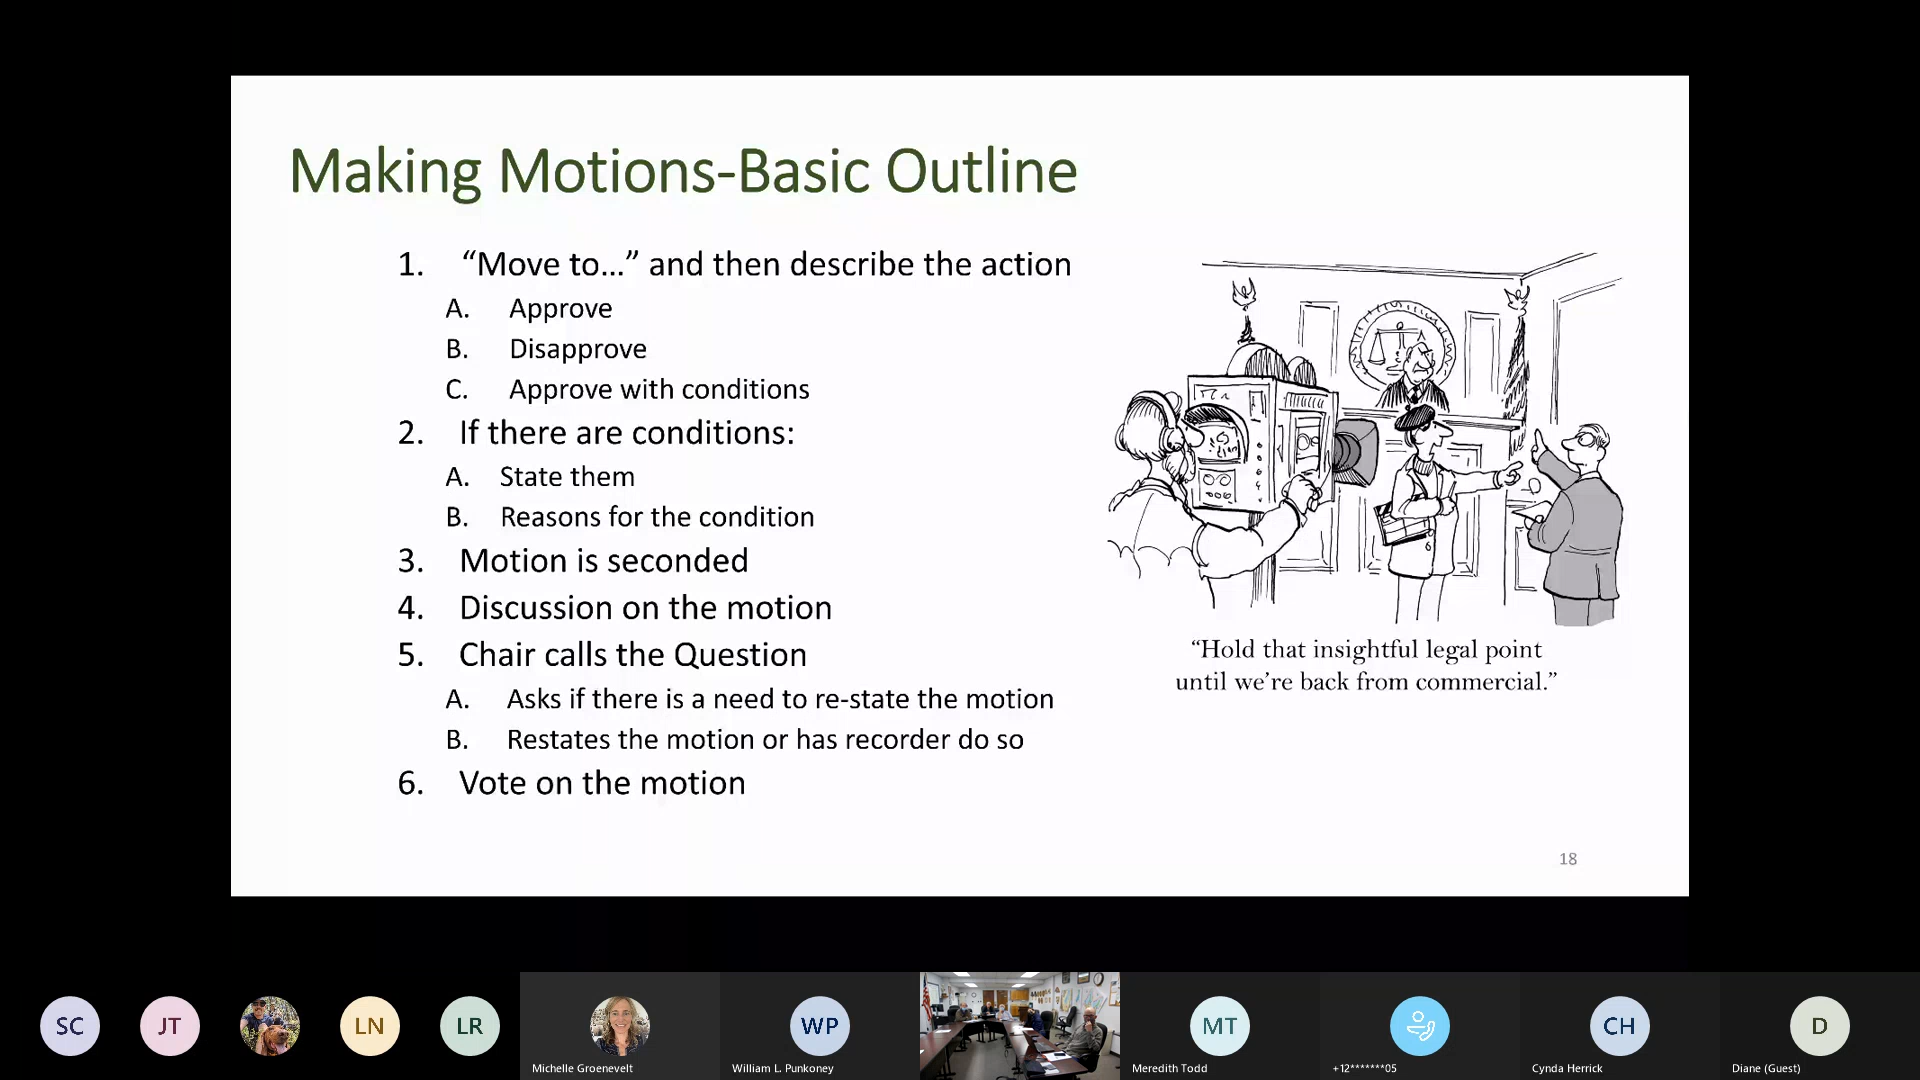 Making Motions-Basic Outline
1. “Move to...” and then describe the action
A. Approve
B. Disapprove
C. Approve with conditions
2. If there are conditions:
A. State them
B. Reasons for the condition
3. Motion is seconded
4. Discussion on the motion
5. Chair calls the Question
A. Asks if there is a need to re-state the motion
B. Restates the motion or has recorder do so
6. Vote on the motion
“Hold that insightful legal point
until we’re back from commercial.”
18
SC
JT
LN
LR
Michelle Groenevelt
WP
William L. Punkoney
MT
Meredith Todd
+12*******05
CH
Cynda Herrick
D
Diane (Guest)